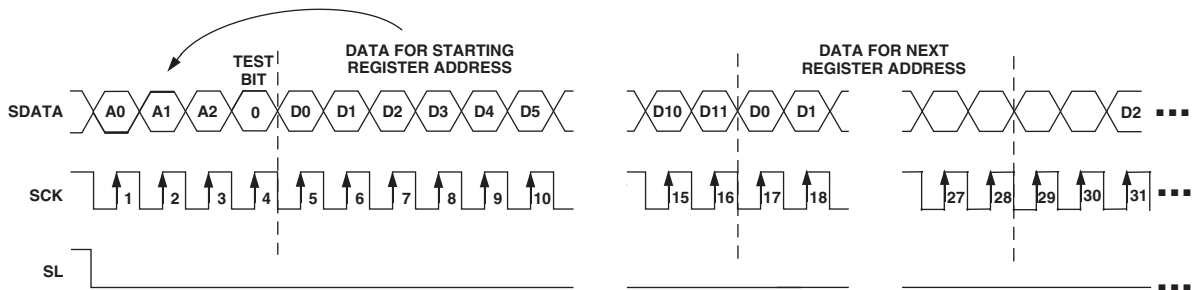 DATA FOR STARTING
REGISTER ADDRESS
DATA FOR NEXT
REGISTER ADDRESS
TEST
BIT
SDATA A0 A1 A2 0 D0 D1 D2 D3 D4 D5 D10 D11 D0 D1 D2
SCK 1 2 3 4 5 6 7 8 9 10 15 16 17 18 27 28 29 30 31
SL